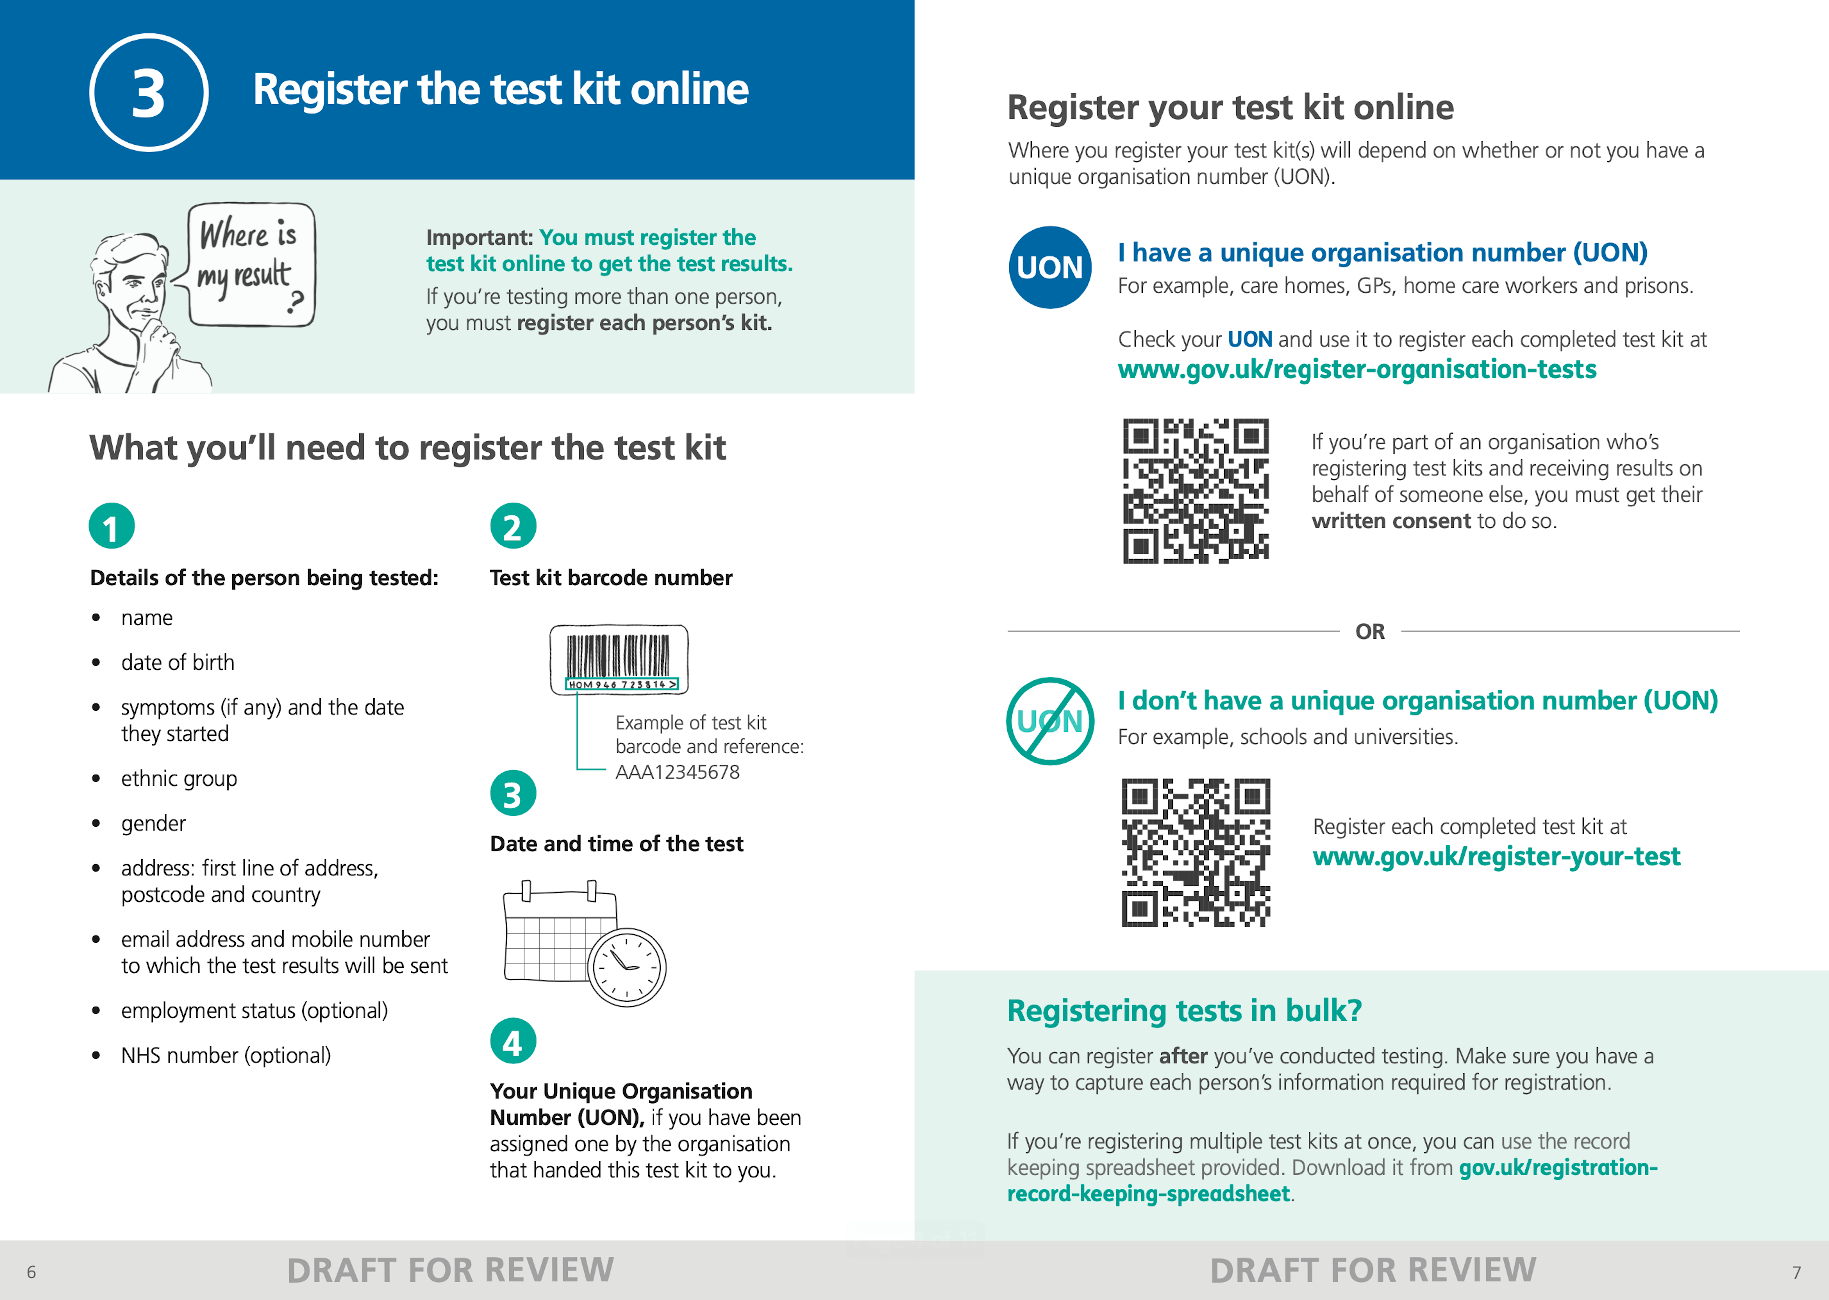 3
Register the test kit online
Where is
my result
?
Important: You must register the
test kit online to get the test results.
If you’re testing more than one person,
you must register each person’s kit.
What you’ll need to register the test kit
1
Details of the person being tested:
• name
• date of birth
• symptoms (if any) and the date
they started
• ethnic group
• gender
• address: first line of address,
postcode and country
• email address and mobile number
to which the test results will be sent
• employment status (optional)
• NHS number (optional)
2
Test kit barcode number
HOM 946 723814 >
Example of test kit
barcode and reference:
AAA12345678
3
Date and time of the test
4
Your Unique Organisation
Number (UON), if you have been
assigned one by the organisation
that handed this test kit to you.
6
DRAFT FOR REVIEW
Register your test kit online
Where you register your test kit(s) will depend on whether or not you have a
unique organisation number (UON).
UON
I have a unique organisation number (UON)
For example, care homes, GPs, home care workers and prisons.
Check your UON and use it to register each completed test kit at
www.gov.uk/register-organisation-tests
If you’re part of an organisation who’s
registering test kits and receiving results on
behalf of someone else, you must get their
written consent to do so.
OR
UON
I don’t have a unique organisation number (UON)
For example, schools and universities.
Register each completed test kit at
www.gov.uk/register-your-test
Registering tests in bulk?
You can register after you’ve conducted testing. Make sure you have a
way to capture each person’s information required for registration.
If you’re registering multiple test kits at once, you can use the record
keeping spreadsheet provided. Download it from gov.uk/registration-
record-keeping-spreadsheet.
DRAFT FOR REVIEW
7